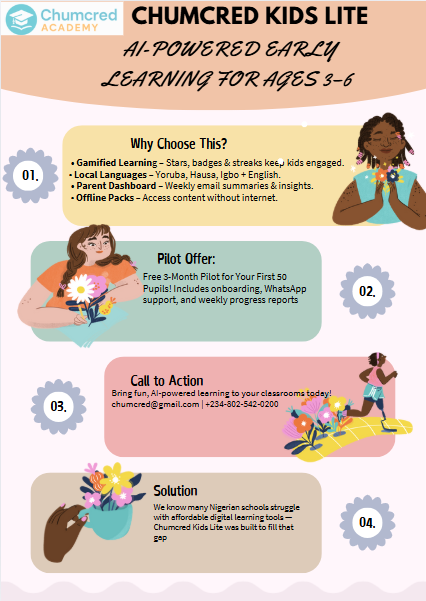 Chumcred
ACADEMY
CHUMCRED KIDS LITE
AI-POWERED EARLY
LEARNING FOR AGES 3–6
01.
Why Choose This?
• Gamified Learning – Stars, badges & streaks keep kids engaged.
• Local Languages – Yoruba, Hausa, Igbo + English.
• Parent Dashboard – Weekly email summaries & insights.
• Offline Packs – Access content without internet.
Pilot Offer:
Free 3-Month Pilot for Your First 50
Pupils! Includes onboarding, WhatsApp
support, and weekly progress reports
02.
03.
Call to Action
Bring fun, AI-powered learning to your classrooms today!
chumcred@gmail.com | +234-802-542-0200
Solution
We know many Nigerian schools struggle
with affordable digital learning tools —
Chumcred Kids Lite was built to fill that
gap
04.